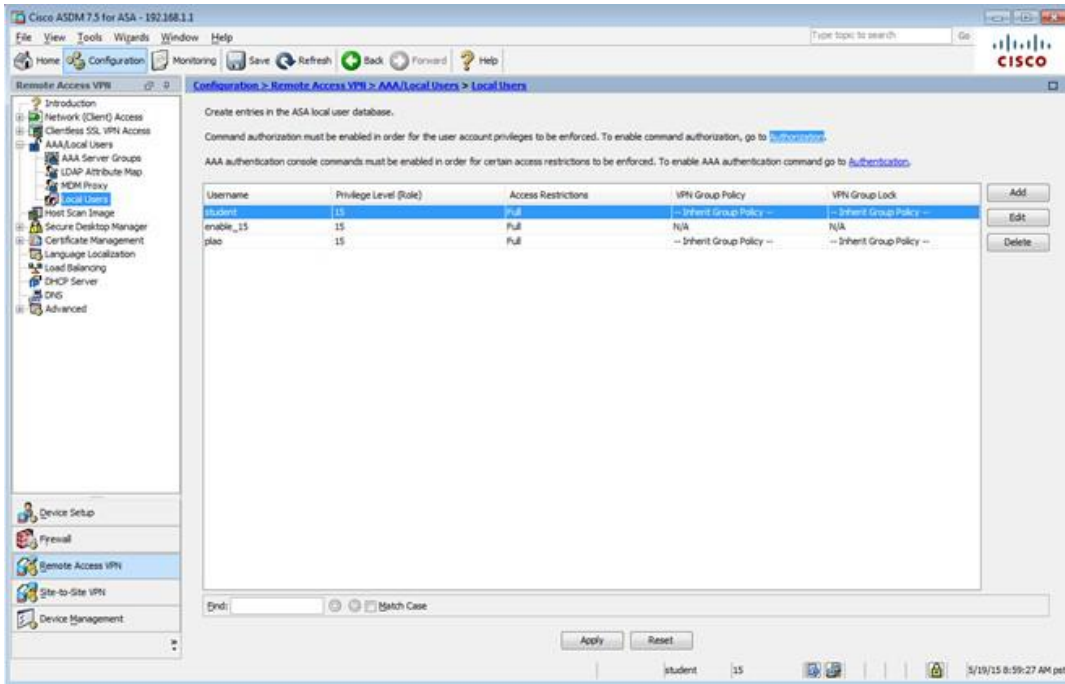 Cisco ASDM 7.5 for ASA - 192.168.1.1
File View Tools Wizards Window Help
Type topic to search Go
Home Configuration Monitoring Save Refresh Back Forward Help
CISCO
Remote Access VPN
Introduction
Network (Client) Access
Clientless SSL VPN Access
AAA/Local Users
AAA Server Groups
LDAP Attribute Map
MDM Proxy
Local Users
Host Scan Image
Secure Desktop Manager
Certificate Management
Language Localization
Load Balancing
DHCP Server
DNS
Advanced
Device Setup
Firewall
Remote Access VPN
Site-to-Site VPN
Device Management
Configuration > Remote Access VPN > AAA/Local Users > Local Users
Create entries in the ASA local user database.
Command authorization must be enabled in order for the user account privileges to be enforced. To enable command authorization, go to Authorization.
AAA authentication console commands must be enabled in order for certain access restrictions to be enforced. To enable AAA authentication command go to Authentication.
Username Privilege Level (Role) Access Restrictions VPN Group Policy VPN Group Lock
student 15 Full -- Inherit Group Policy -- -- Inherit Group Policy --
enable_15 15 Full N/A N/A
plao 15 Full -- Inherit Group Policy -- -- Inherit Group Policy --
Add
Edit
Delete
Find: Match Case
Apply Reset
student 15 5/19/15 8:59:27 AM pst